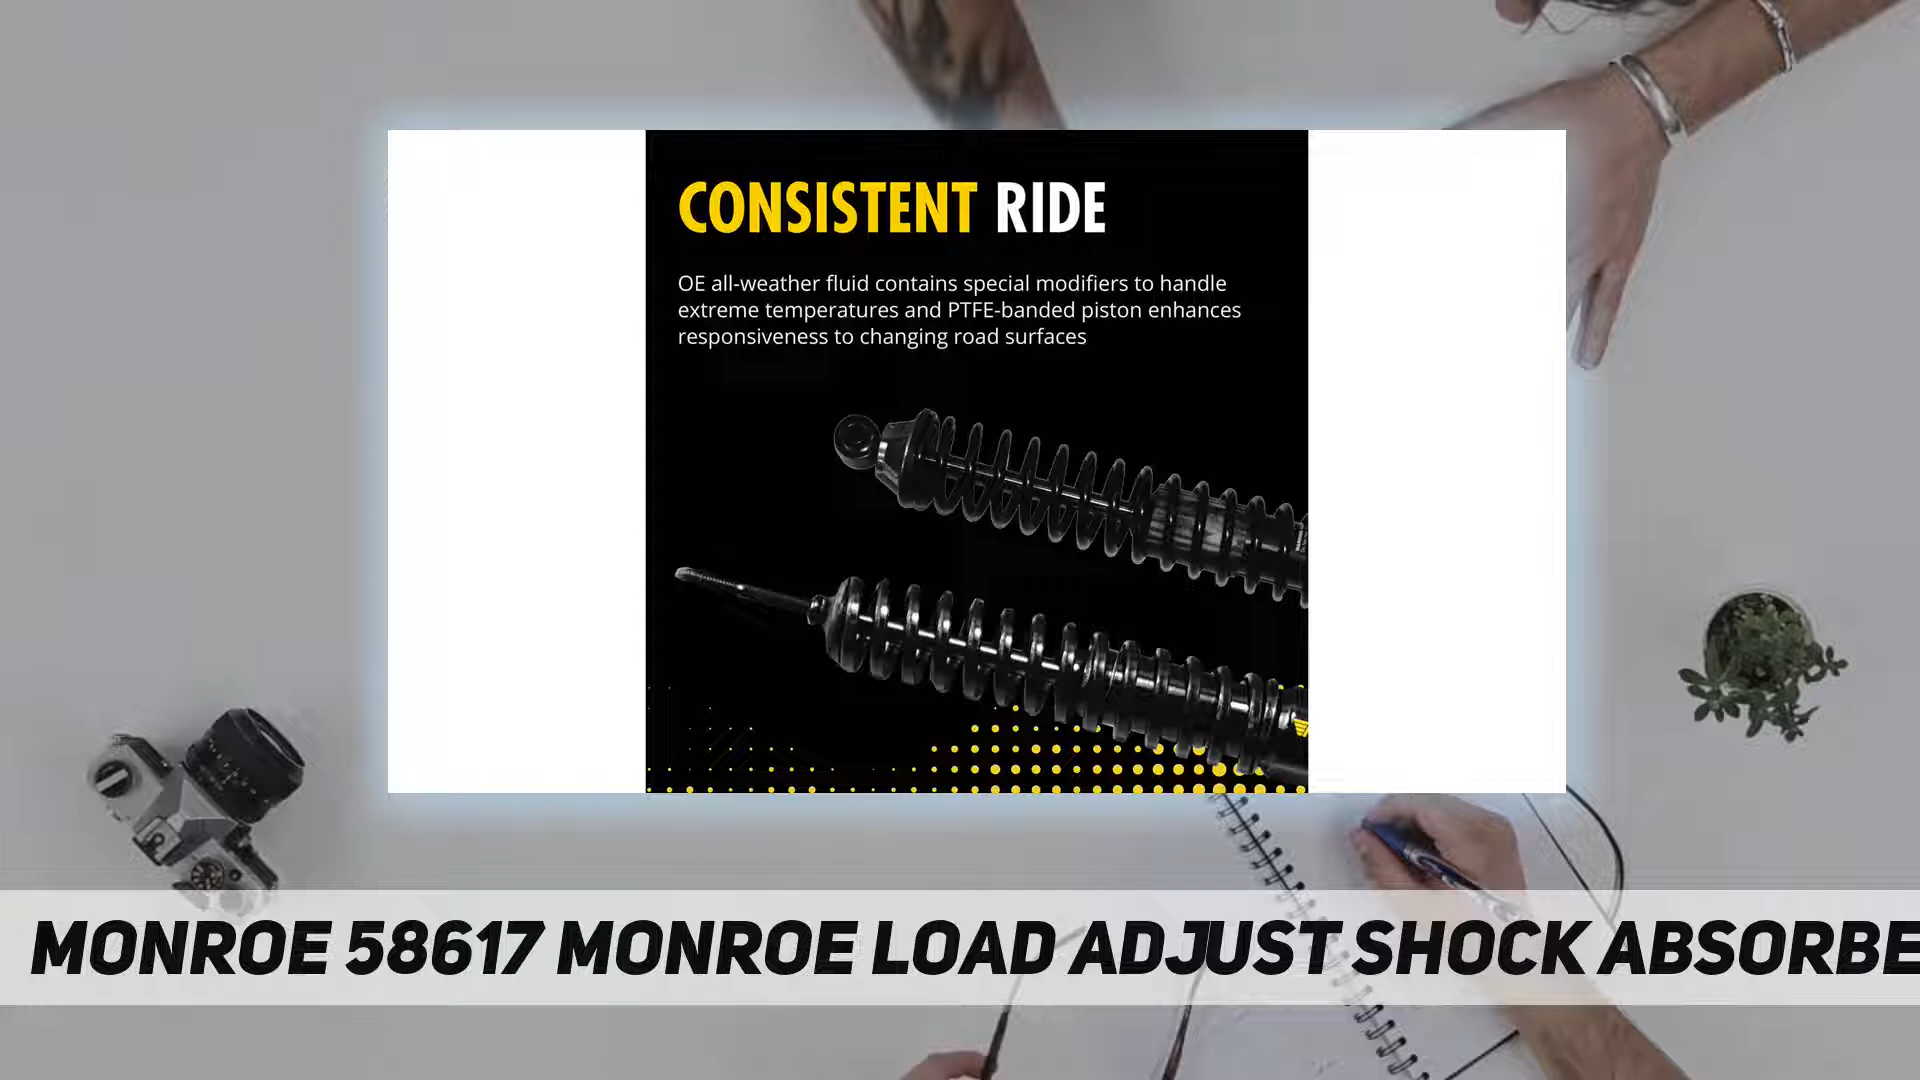 CONSISTENT RIDE
OE all-weather fluid contains special modifiers to handle
extreme temperatures and PTFE-banded piston enhances
responsiveness to changing road surfaces
MONROE 58617 MONROE LOAD ADJUST SHOCK ABSORBE